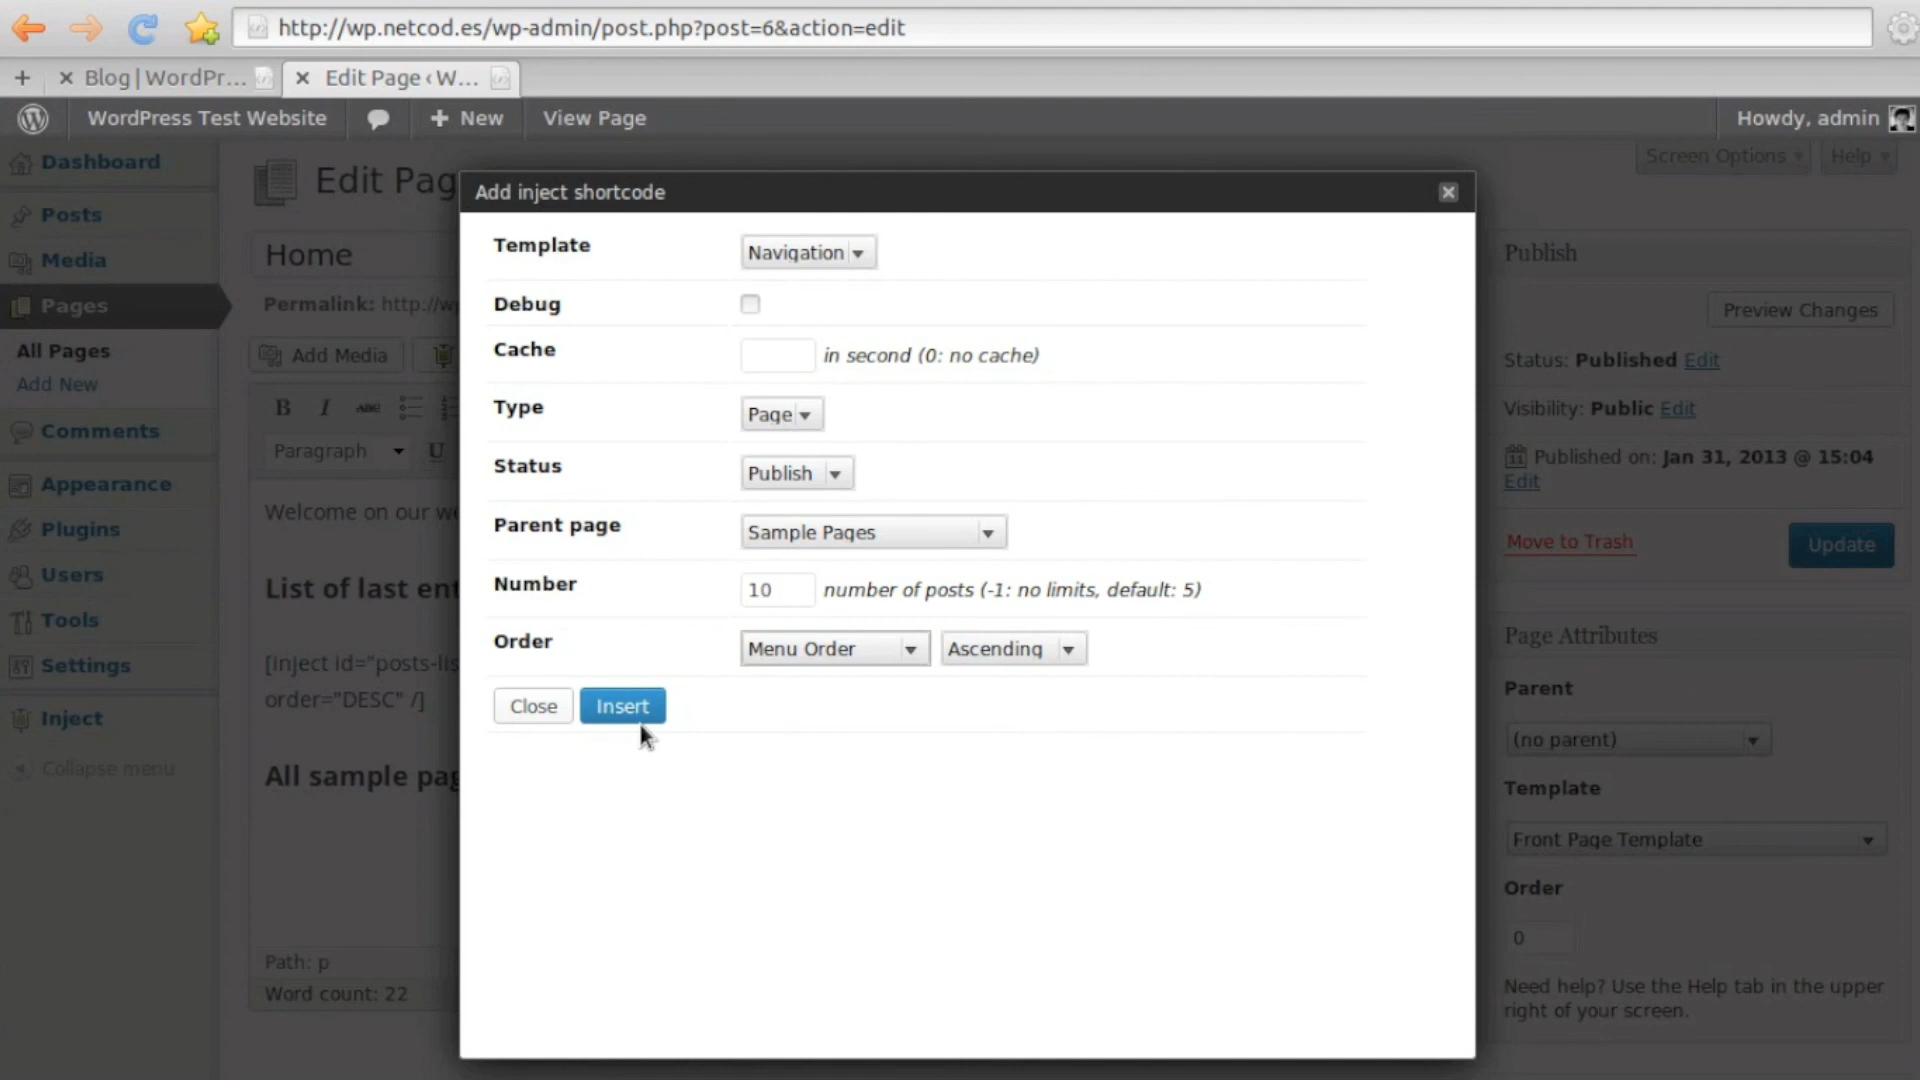 http://wp.netcod.es/wp-admin/post.php?post=6&action=edit
+ × Blog | WordPr... × Edit Page ‹ W...
WordPress Test Website + New View Page Howdy, admin
Dashboard
Posts
Media
Pages
All Pages
Add New
Comments
Appearance
Plugins
Users
Tools
Settings
Inject
Collapse menu
Screen Options Help
Edit Pag
Home
Permalink: http://w
Add Media
B I ABC
Paragraph U
Welcome on our w
List of last ent
[inject id="posts-lis
order="DESC" /]
All sample pag
Path: p
Word count: 22
Add inject shortcode
Template Navigation
Debug
Cache in second (0: no cache)
Type Page
Status Publish
Parent page Sample Pages
Number 10 number of posts (-1: no limits, default: 5)
Order Menu Order Ascending
Close Insert
Publish
Preview Changes
Status: Published Edit
Visibility: Public Edit
11 Published on: Jan 31, 2013 @ 15:04
Edit
Move to Trash Update
Page Attributes
Parent
(no parent)
Template
Front Page Template
Order
0
Need help? Use the Help tab in the upper
right of your screen.